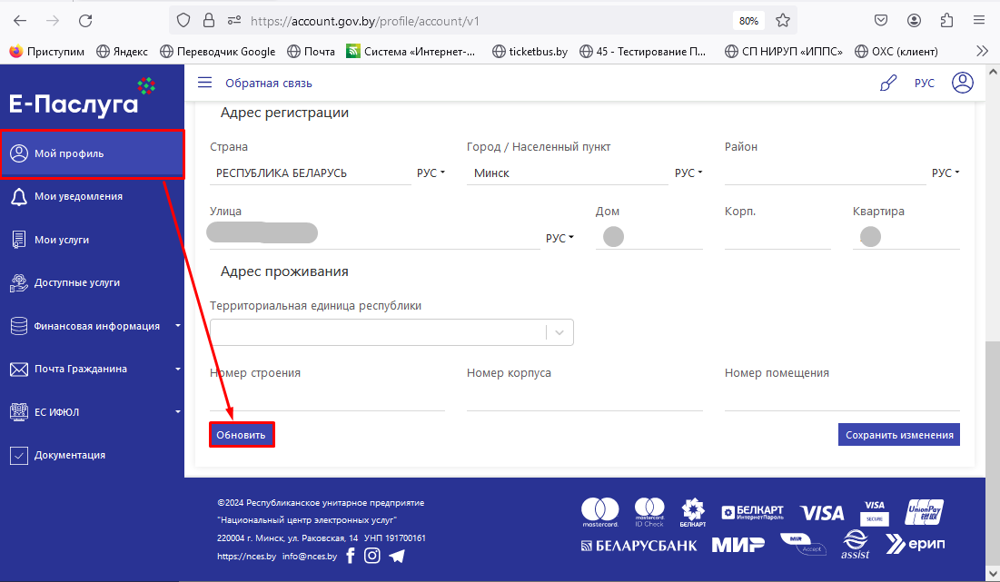 https://account.gov.by/profile/account/v1
80%
Приступим
Яндекс
Переводчик Google
Почта
Система «Интернет-...
ticketbus.by
45 - Тестирование П...
СП НИРУП «ИППС»
ОХС (клиент)
Е-Паслуга
Обратная связь
РУС
Мой профиль
Мои уведомления
Мои услуги
Доступные услуги
Финансовая информация
Почта Гражданина
ЕС ИФЮЛ
Документация
Адрес регистрации
Страна
Город / Населенный пункт
Район
РЕСПУБЛИКА БЕЛАРУСЬ
РУС
Минск
РУС
РУС
Улица
Дом
Корп.
Квартира
РУС
Адрес проживания
Территориальная единица республики
Номер строения
Номер корпуса
Номер помещения
Обновить
Сохранить изменения
©2024 Республиканское унитарное предприятие
"Национальный центр электронных услуг"
220004 г. Минск, ул. Раковская, 14 УНП 191700161
https://nces.by info@nces.by
mastercard.
mastercard
ID Check
БЕЛКАРТ
БЕЛКАРТ
ИнтернетПароль
VISA
VISA
SECURE
UnionPay
银联
БЕЛАРУСБАНК
МИР
MIR
Accept
assist
ерип